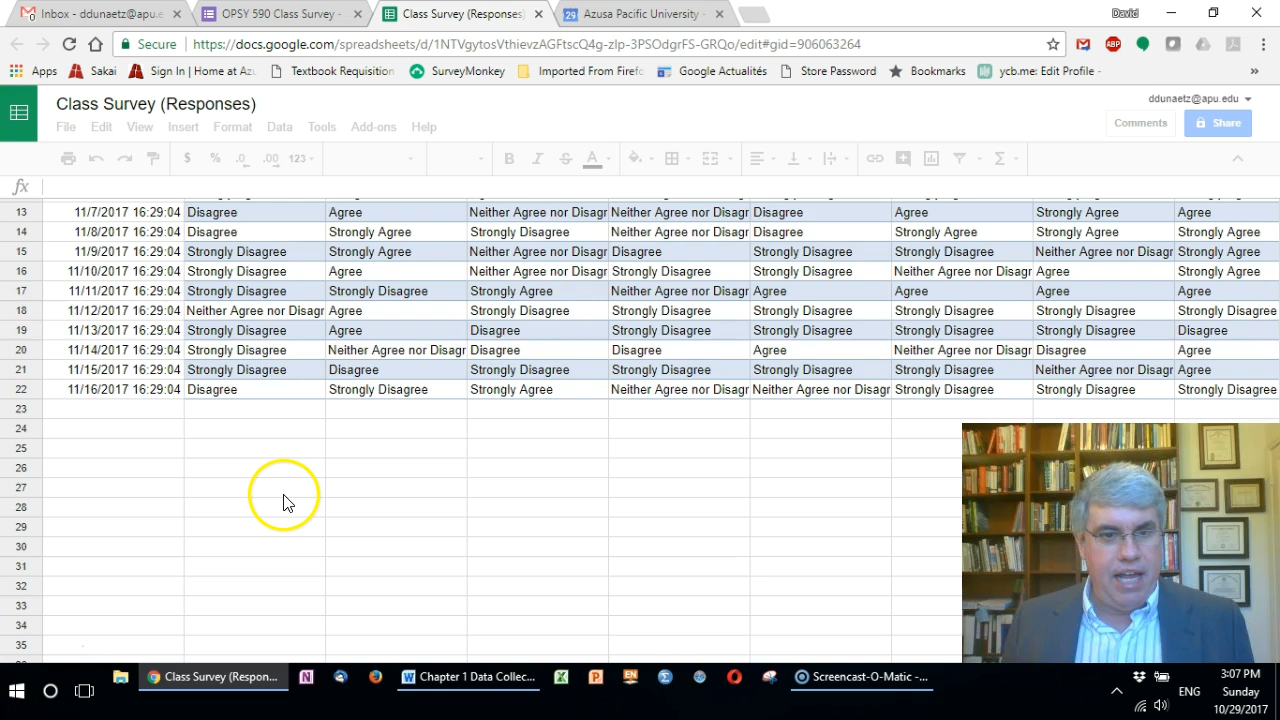 Inbox - ddunaetz@apu.e
OPSY 590 Class Survey -
Class Survey (Responses)
Azusa Pacific University -
David
Secure
https://docs.google.com/spreadsheets/d/1NTVgytosVthievzAGFtscQ4g-zIp-3PSOdgrFS-GRQo/edit#gid=906063364
Apps Sakai Sign In | Home at Azu Textbook Requisition SurveyMonkey Imported From Firefo Google Actualités Store Password Bookmarks ycb.me: Edit Profile -
Class Survey (Responses)
ddunaetz@apu.edu
File Edit View Insert Format Data Tools Add-ons Help
Comments Share
$ % .0 .00 123 B I S A Σ
fx
13 11/7/2017 16:29:04 Disagree Agree Neither Agree nor Disagr Neither Agree nor Disagr Disagree Agree Strongly Agree Agree
14 11/8/2017 16:29:04 Disagree Strongly Agree Strongly Disagree Neither Agree nor Disagr Disagree Strongly Agree Strongly Agree Strongly Agree
15 11/9/2017 16:29:04 Strongly Disagree Strongly Agree Neither Agree nor Disagr Disagree Strongly Disagree Strongly Agree Neither Agree nor Disagr Strongly Agree
16 11/10/2017 16:29:04 Strongly Disagree Agree Neither Agree nor Disagr Strongly Disagree Strongly Disagree Neither Agree nor Disagr Agree Strongly Agree
17 11/11/2017 16:29:04 Strongly Disagree Strongly Disagree Strongly Agree Neither Agree nor Disagr Agree Agree Agree Agree
18 11/12/2017 16:29:04 Neither Agree nor Disagr Agree Strongly Disagree Strongly Disagree Strongly Disagree Strongly Disagree Strongly Disagree Strongly Disagree
19 11/13/2017 16:29:04 Strongly Disagree Agree Disagree Strongly Disagree Strongly Disagree Strongly Disagree Strongly Disagree Disagree
20 11/14/2017 16:29:04 Strongly Disagree Neither Agree nor Disagr Disagree Disagree Agree Neither Agree nor Disagr Disagree Agree
21 11/15/2017 16:29:04 Strongly Disagree Disagree Strongly Disagree Strongly Disagree Strongly Disagree Strongly Disagree Neither Agree nor Disagr Agree
22 11/16/2017 16:29:04 Disagree Strongly Disagree Strongly Agree Neither Agree nor Disagr Neither Agree nor Disagr Strongly Disagree Strongly Disagree Strongly Disagree
23
24
25
26
27
28
29
30
31
32
33
34
35
Class Survey (Respon... Chapter 1 Data Collec... Screencast-O-Matic -...
ENG
3:07 PM
Sunday
10/29/2017